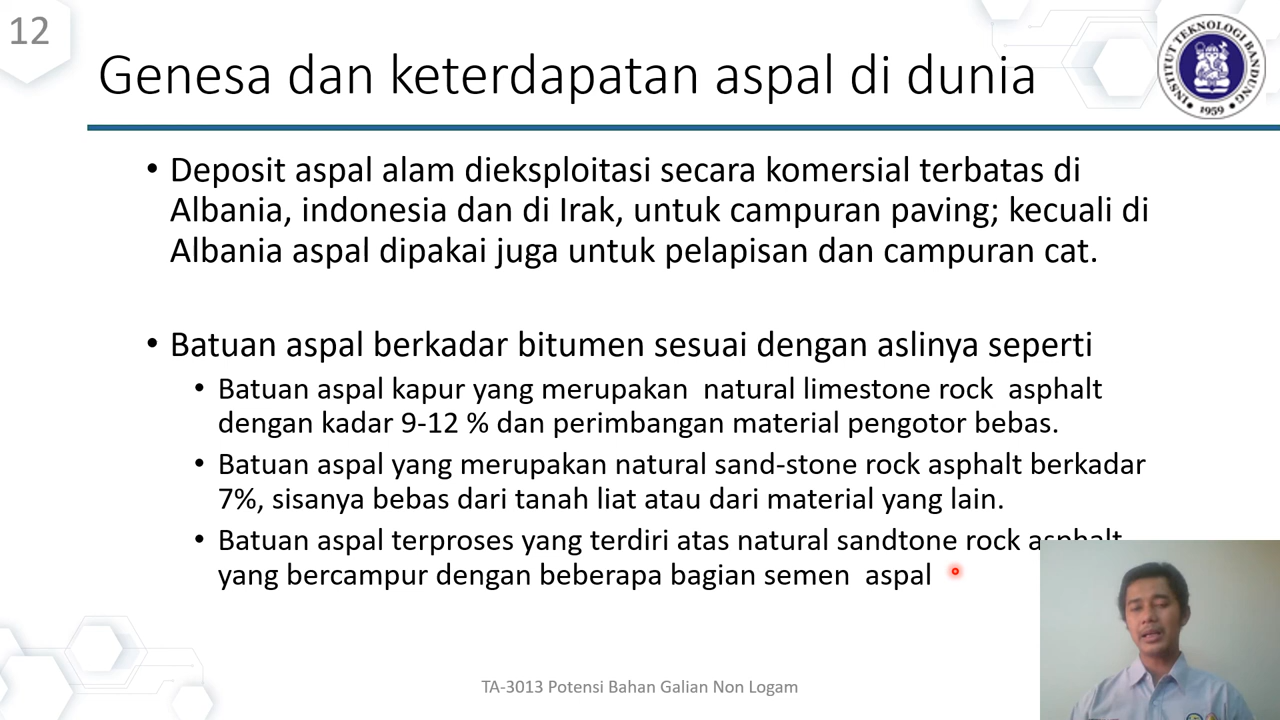 12
Genesa dan keterdapatan aspal di dunia
INSTITUT TEKNOLOGI BANDUNG
1959
• Deposit aspal alam dieksploitasi secara komersial terbatas di
Albania, indonesia dan di Irak, untuk campuran paving; kecuali di
Albania aspal dipakai juga untuk pelapisan dan campuran cat.
• Batuan aspal berkadar bitumen sesuai dengan aslinya seperti
• Batuan aspal kapur yang merupakan natural limestone rock asphalt
dengan kadar 9-12 % dan perimbangan material pengotor bebas.
• Batuan aspal yang merupakan natural sand-stone rock asphalt berkadar
7%, sisanya bebas dari tanah liat atau dari material yang lain.
• Batuan aspal terproses yang terdiri atas natural sandtone rock asphalt
yang bercampur dengan beberapa bagian semen aspal
TA-3013 Potensi Bahan Galian Non Logam